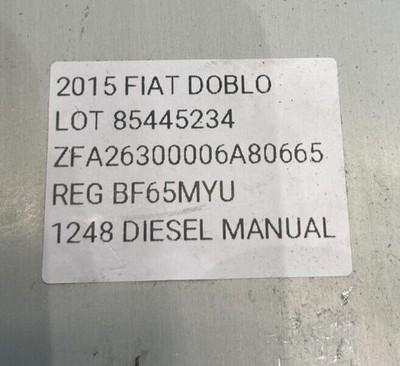 2015 FIAT DOBLO
LOT 85445234
ZFA26300006A80665
REG BF65MYU
1248 DIESEL MANUAL